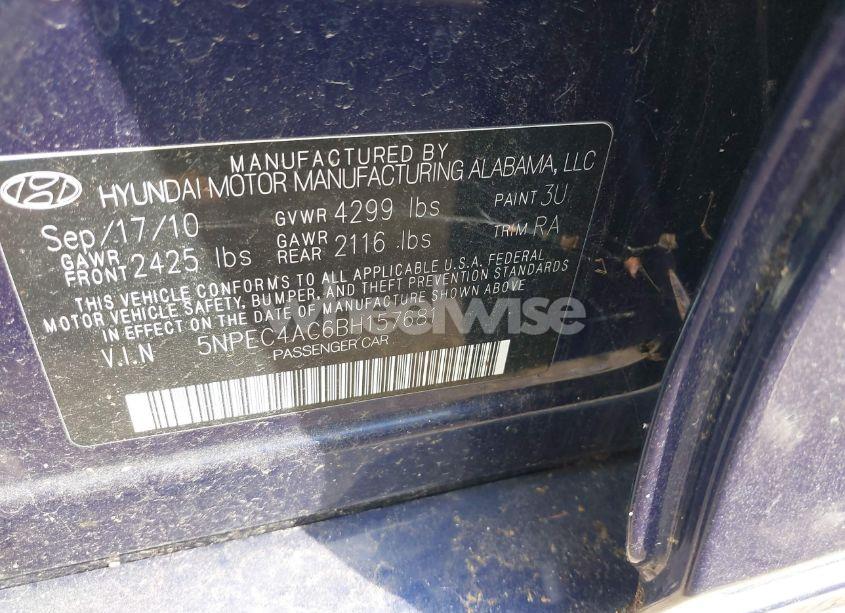 MANUFACTURED BY
HYUNDAI MOTOR MANUFACTURING ALABAMA, LLC
Sep/17/10 GVWR 4299 lbs PAINT 3U
GAWR FRONT 2425 lbs GAWR REAR 2116 lbs TRIM RA
THIS VEHICLE CONFORMS TO ALL APPLICABLE U.S.A. FEDERAL
MOTOR VEHICLE SAFETY, BUMPER, AND THEFT PREVENTION STANDARDS
IN EFFECT ON THE DATE OF MANUFACTURE SHOWN ABOVE
V.I.N 5NPEC4AC6BH157681
PASSENGER CAR
Wheelwise